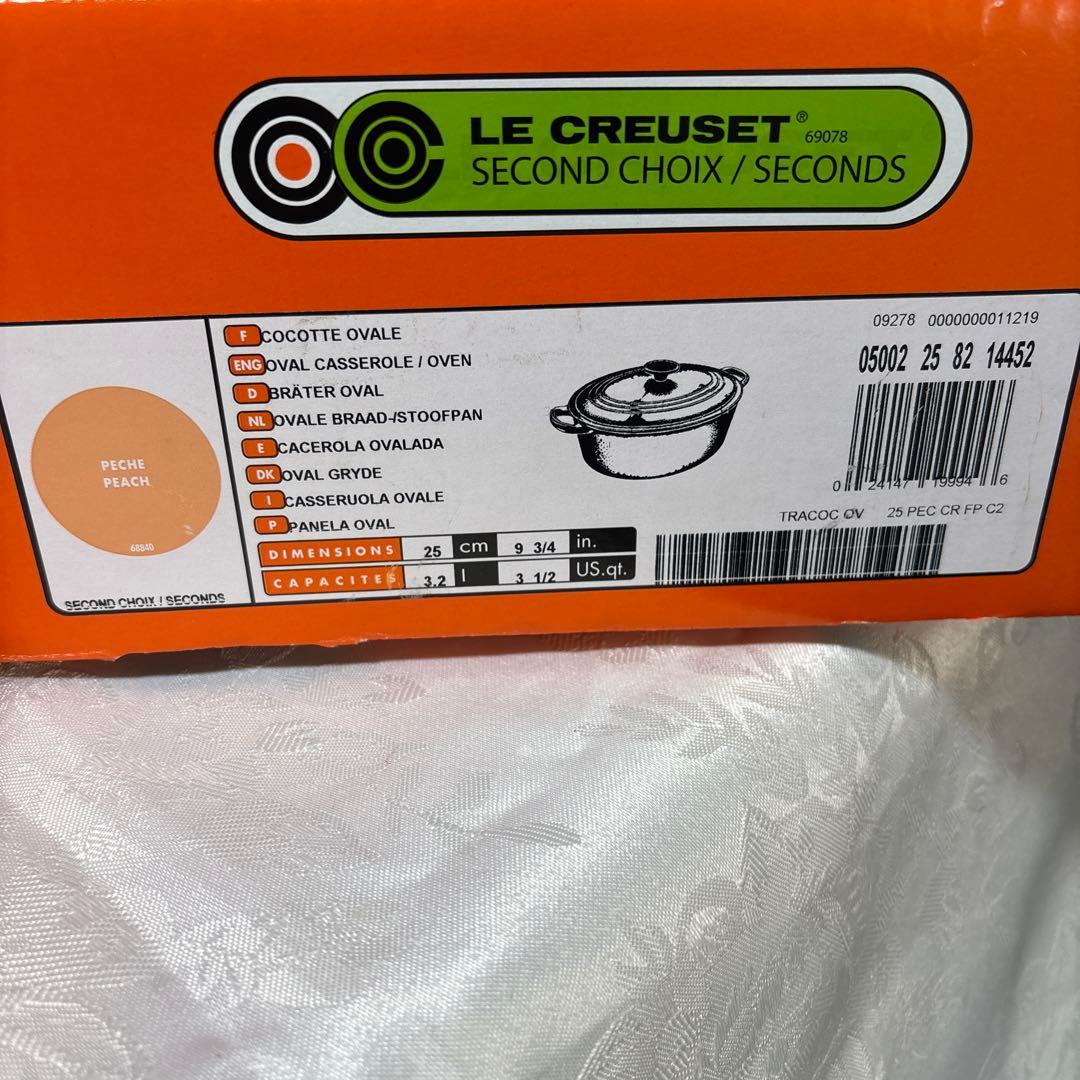 LE CREUSET® 69078
SECOND CHOIX / SECONDS
PECHE
PEACH
68840
SECOND CHOIX / SECONDS
F COCOTTE OVALE
ENG OVAL CASSEROLE / OVEN
D BRÄTER OVAL
NL OVALE BRAAD-/STOOFPAN
E CACEROLA OVALADA
DK OVAL GRYDE
I CASSERUOLA OVALE
P PANELA OVAL
DIMENSIONS 25 cm 9 3/4 in.
CAPACITES 3.2 l 3 1/2 US.qt.
09278 0000000011219
05002 25 82 14452
0 24147 19994 6
TRACOC OV 25 PEC CR FP C2